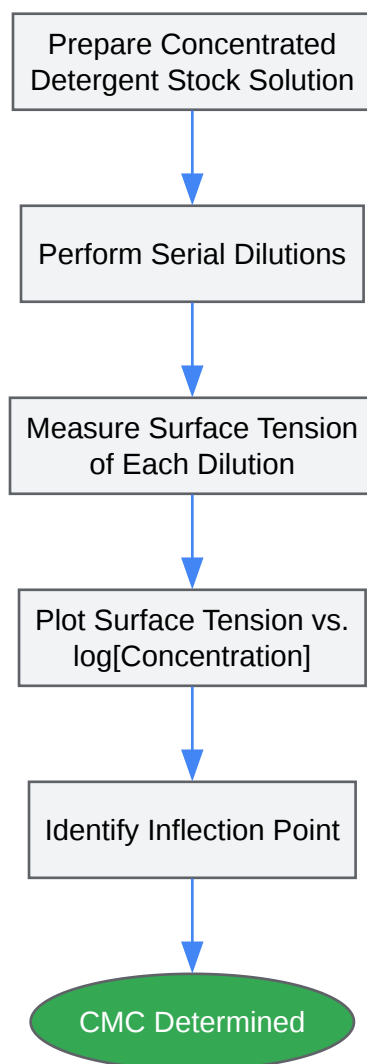 Prepare Concentrated
Detergent Stock Solution
Perform Serial Dilutions
Measure Surface Tension
of Each Dilution
Plot Surface Tension vs.
log[Concentration]
Identify Inflection Point
CMC Determined